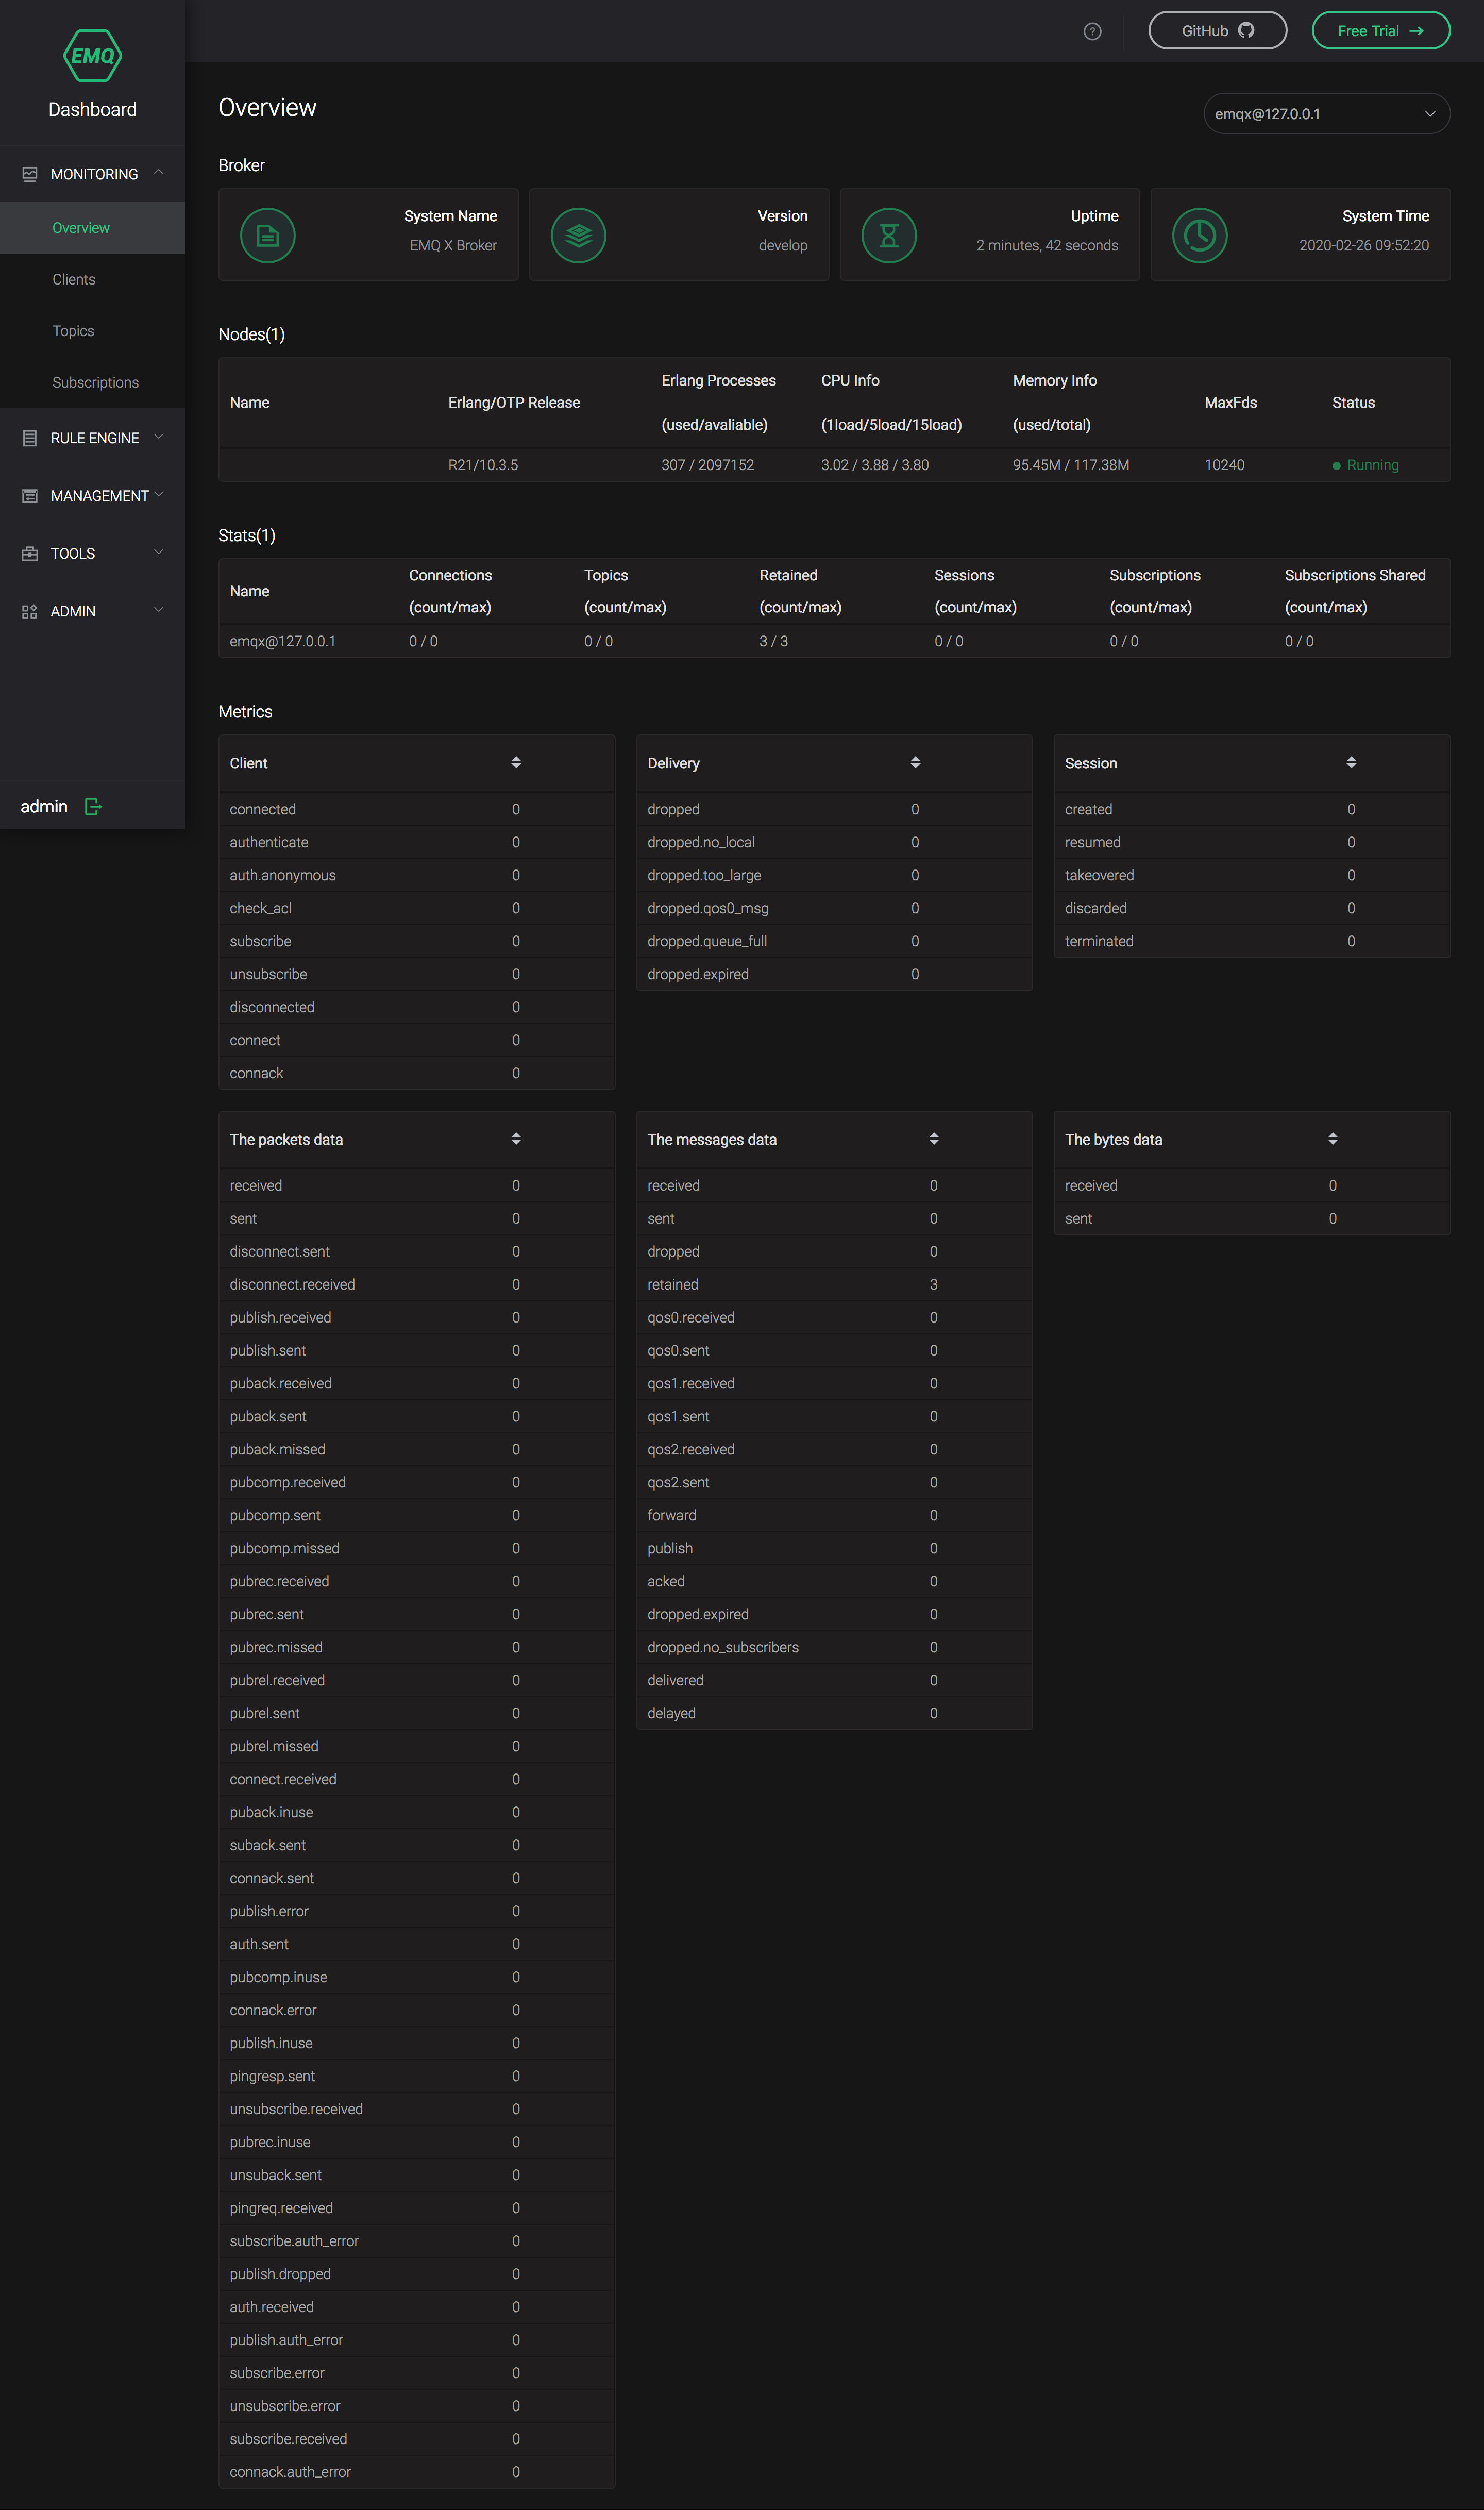 EMQ
Dashboard
MONITORING
Overview
Clients
Topics
Subscriptions
RULE ENGINE
MANAGEMENT
TOOLS
ADMIN
admin
?
GitHub
Free Trial
Overview
emqx@127.0.0.1
Broker
System Name
EMQ X Broker
Version
develop
Uptime
2 minutes, 42 seconds
System Time
2020-02-26 09:52:20
Nodes(1)
Name Erlang/OTP Release Erlang Processes (used/avaliable) CPU Info (1load/5load/15load) Memory Info (used/total) MaxFds Status
R21/10.3.5 307 / 2097152 3.02 / 3.88 / 3.80 95.45M / 117.38M 10240 Running
Stats(1)
Name Connections (count/max) Topics (count/max) Retained (count/max) Sessions (count/max) Subscriptions (count/max) Subscriptions Shared (count/max)
emqx@127.0.0.1 0 / 0 0 / 0 3 / 3 0 / 0 0 / 0 0 / 0
Metrics
Client
connected 0
authenticate 0
auth.anonymous 0
check_acl 0
subscribe 0
unsubscribe 0
disconnected 0
connect 0
connack 0
Delivery
dropped 0
dropped.no_local 0
dropped.too_large 0
dropped.qos0_msg 0
dropped.queue_full 0
dropped.expired 0
Session
created 0
resumed 0
takeovered 0
discarded 0
terminated 0
The packets data
received 0
sent 0
disconnect.sent 0
disconnect.received 0
publish.received 0
publish.sent 0
puback.received 0
puback.sent 0
puback.missed 0
pubcomp.received 0
pubcomp.sent 0
pubcomp.missed 0
pubrec.received 0
pubrec.sent 0
pubrec.missed 0
pubrel.received 0
pubrel.sent 0
pubrel.missed 0
connect.received 0
puback.inuse 0
suback.sent 0
connack.sent 0
publish.error 0
auth.sent 0
pubcomp.inuse 0
connack.error 0
publish.inuse 0
pingresp.sent 0
unsubscribe.received 0
pubrec.inuse 0
unsuback.sent 0
pingreq.received 0
subscribe.auth_error 0
publish.dropped 0
auth.received 0
publish.auth_error 0
subscribe.error 0
unsubscribe.error 0
subscribe.received 0
connack.auth_error 0
The messages data
received 0
sent 0
dropped 0
retained 3
qos0.received 0
qos0.sent 0
qos1.received 0
qos1.sent 0
qos2.received 0
qos2.sent 0
forward 0
publish 0
acked 0
dropped.expired 0
dropped.no_subscribers 0
delivered 0
delayed 0
The bytes data
received 0
sent 0